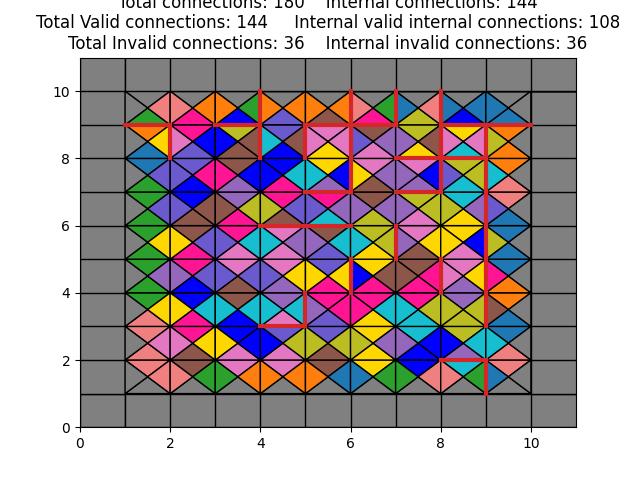 Total connections: 180    Internal connections: 144
Total Valid connections: 144     Internal valid internal connections: 108
Total Invalid connections: 36    Internal invalid connections: 36
10
8
6
4
2
0
0 2 4 6 8 10